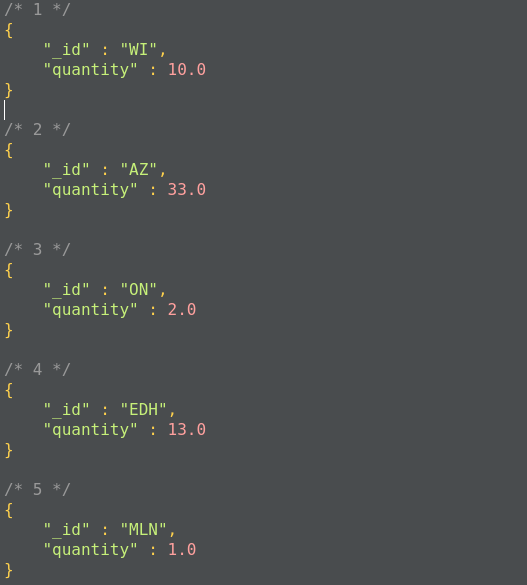 /* 1 */
{
    "_id" : "WI",
    "quantity" : 10.0
}
/* 2 */
{
    "_id" : "AZ",
    "quantity" : 33.0
}
/* 3 */
{
    "_id" : "ON",
    "quantity" : 2.0
}
/* 4 */
{
    "_id" : "EDH",
    "quantity" : 13.0
}
/* 5 */
{
    "_id" : "MLN",
    "quantity" : 1.0
}